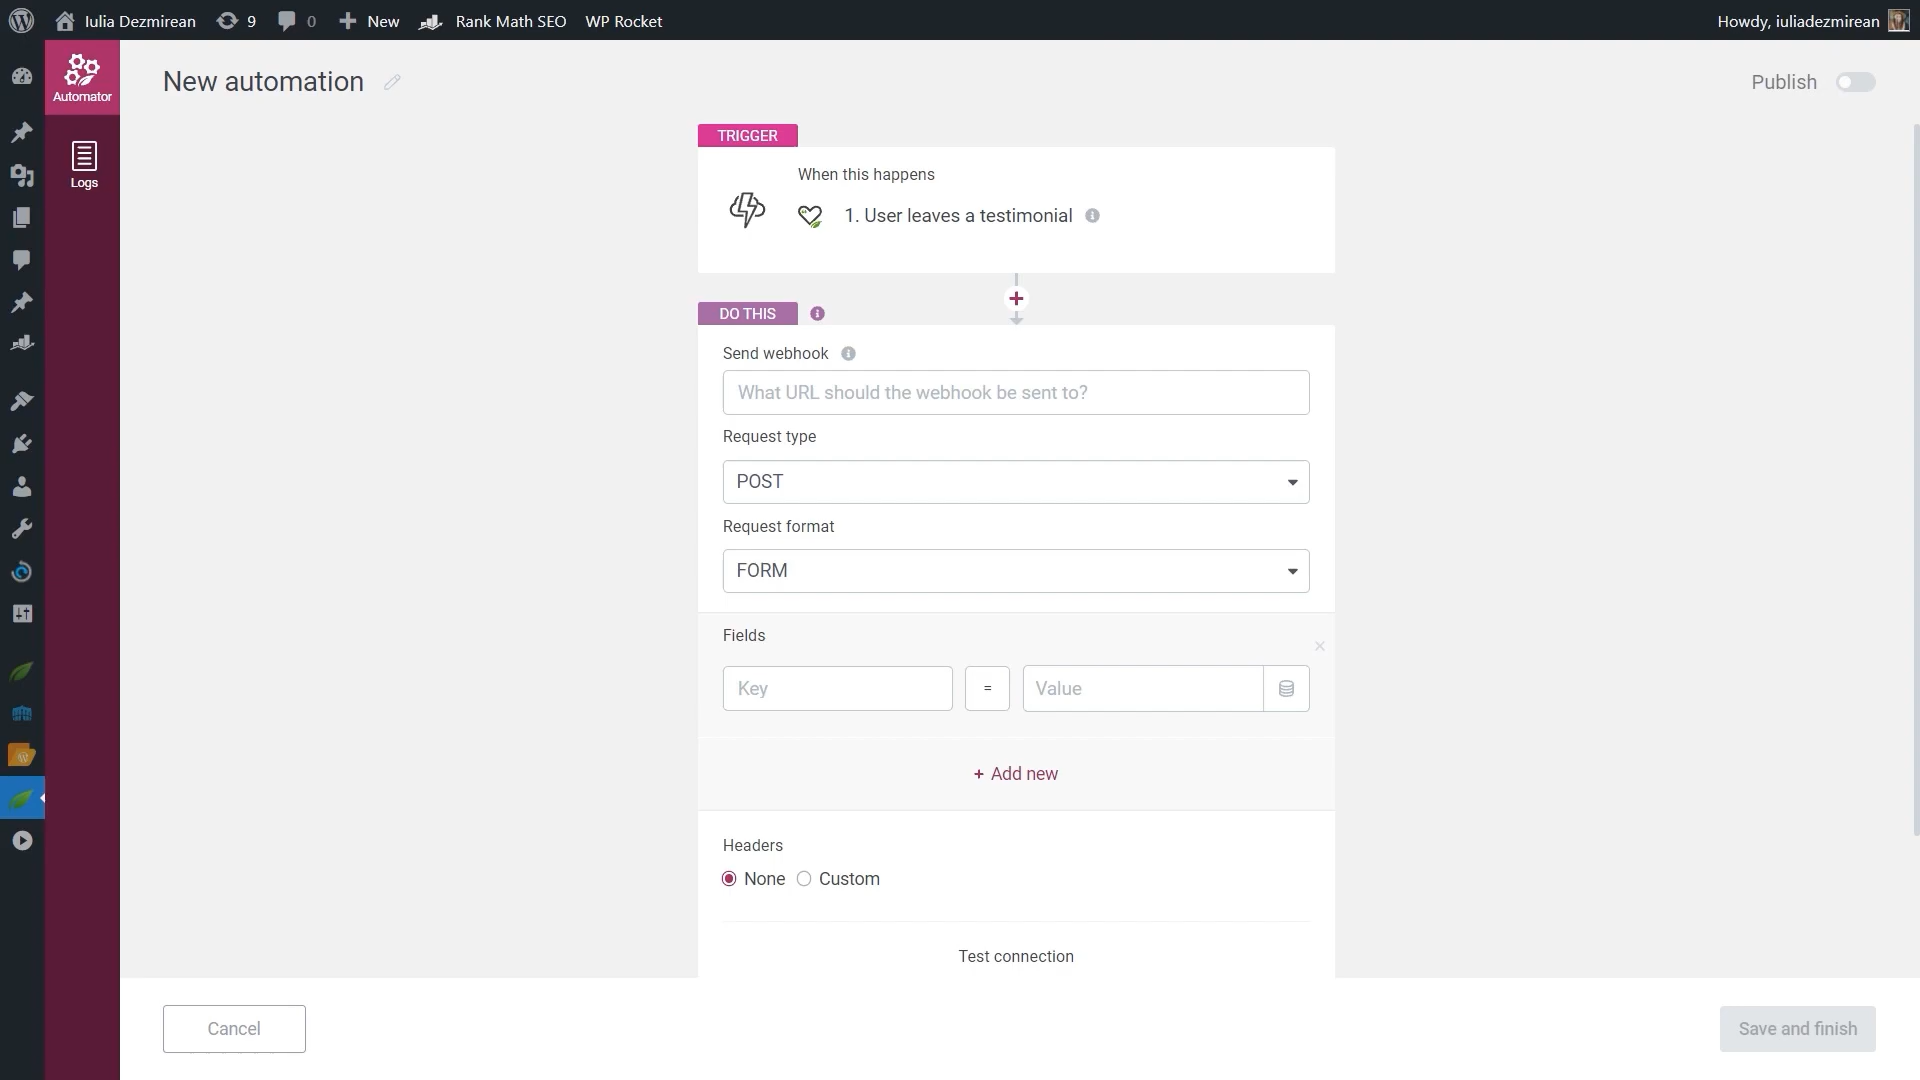 Iulia Dezmirean 9 0 New Rank Math SEO WP Rocket Howdy, iuliadezmirean
Automator
Logs
New automation
Publish
TRIGGER
When this happens
1. User leaves a testimonial
DO THIS
Send webhook
What URL should the webhook be sent to?
Request type
POST
Request format
FORM
Fields
Key = Value
+ Add new
Headers
None Custom
Test connection
Cancel
Save and finish